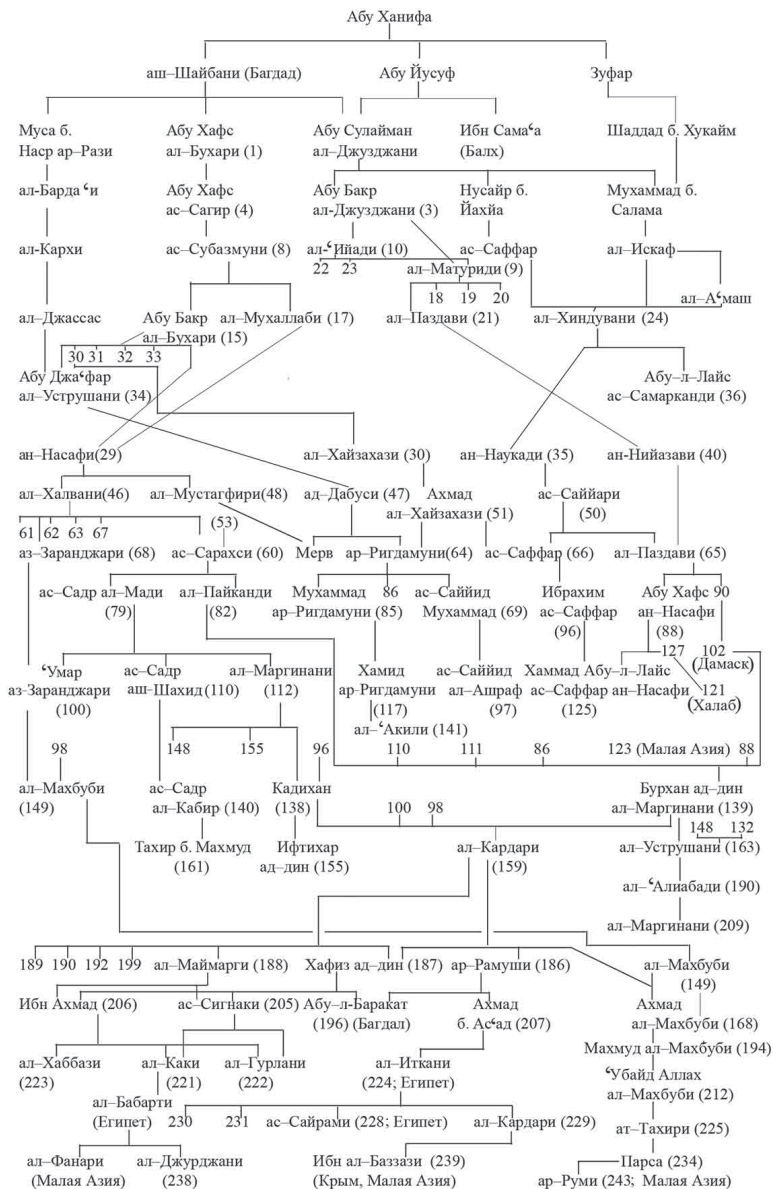 Абу Ханифа
аш–Шайбани (Багдад) Абу Йусуф Зуфар
Муса б. Абу Хафс Абу Сулайман Ибн Сама‘а Шаддад б. Хукайм
Наср ар–Рази ал–Бухари (1) ал–Джузджани (Балх)
ал-Барда ‘и Абу Хафс Абу Бакр Нусайр б. Мухаммад б.
ас–Сагир (4) ал-Джузджани (3) Йахйа Салама
ал-Кархи ас–Субазмуни (8) ал-‘Ийади (10) ас–Саффар ал–Искаф
22 23 ал–Матуриди (9)
18 19 20 ал–А‘маш
ал–Джассас Абу Бакр ал–Мухаллаби (17) ал–Паздави (21) ал–Хиндувани (24)
ал–Бухари (15)
30 31 32 33
Абу Джа‘фар Абу–л–Лайс
ал–Уструшани (34) ас–Самарканди (36)
ан–Насафи(29) ал–Хайзахази (30) ан–Наукади (35) ан-Нийазави (40)
ал–Халвани(46) ал–Мустагфири(48) ад–Дабуси (47) Ахмад ас–Саййари
(53) ал–Хайзахази (51) (50)
61 62 63 67
аз–Заранджари (68) ас–Сарахси (60) Мерв ар–Ригдамуни(64) ас–Саффар (66) ал–Паздави (65)
ас–Садр ал–Мади ал–Пайканди Мухаммад 86 ас–Саййид Ибрахим Абу Хафс 90
(79) (82) ар–Ригдамуни (85) Мухаммад (69) ас–Саффар ан–Насафи
(96) (88)
127 102
(Дамаск)
‘Умар ас–Садр ал–Маргинани Хамид ас–Саййид Хаммад Абу–л–Лайс
аз–Заранджари аш–Шахид (110) (112) ар–Ригдамуни ал–Ашраф ас–Саффар ан–Насафи 121
(100) (117) (97) (125) (Халаб)
ал–‘Акили (141)
98 148 155 96 110 111 86 123 (Малая Азия) 88
ал–Махбуби ас–Садр Кадихан Бурхан ад–дин
(149) ал–Кабир (140) (138) 100 98 ал–Маргинани (139)
148 132
Тахир б. Махмуд Ифтихар ал–Кардари ал–Уструшани (163)
(161) ад–дин (155) (159)
ал–‘Алиабади (190)
ал–Маргинани (209)
189 190 192 199 ал–Маймарги (188) Хафиз ад–дин (187) ар–Рамуши (186) ал–Махбуби
(149)
Ибн Ахмад (206) ас–Сигнаки (205) Абу–л-Баракат Ахмад Ахмад
(196) (Багдал) б. Ас‘ад (207) ал–Махбуби (168)
Махмуд ал–Махбуби (194)
ал–Хаббази ал–Каки ал–Гурлани ал–Иткани ‘Убайд Аллах
(223) (221) (222) (224; Египет) ал–Махбуби (212)
ал–Бабарти
(Египет) 230 231 ас–Сайрами (228; Египет) ал–Кардари (229) ат–Тахири (225)
ал–Фанари ал–Джурджани Ибн ал–Баззази (239) Парса (234)
(Малая Азия) (238) (Крым, Малая Азия) ар–Руми (243; Малая Азия)